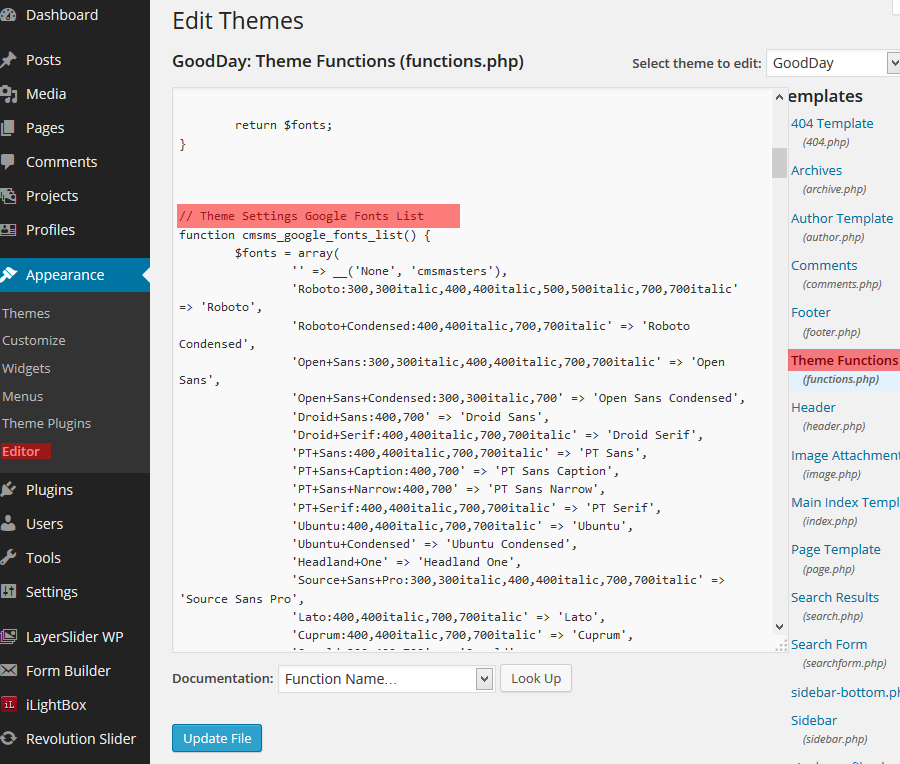 Dashboard
Posts
Media
Pages
Comments
Projects
Profiles
Appearance
Themes
Customize
Widgets
Menus
Theme Plugins
Editor
Plugins
Users
Tools
Settings
LayerSlider WP
Form Builder
iL iLightBox
Revolution Slider
Edit Themes
GoodDay: Theme Functions (functions.php)
Select theme to edit: GoodDay
return $fonts;
}
// Theme Settings Google Fonts List
function cmsms_google_fonts_list() {
$fonts = array(
'' => __('None', 'cmsmasters'),
'Roboto:300,300italic,400,400italic,500,500italic,700,700italic'
=> 'Roboto',
'Roboto+Condensed:400,400italic,700,700italic' => 'Roboto
Condensed',
'Open+Sans:300,300italic,400,400italic,700,700italic' => 'Open
Sans',
'Open+Sans+Condensed:300,300italic,700' => 'Open Sans Condensed',
'Droid+Sans:400,700' => 'Droid Sans',
'Droid+Serif:400,400italic,700,700italic' => 'Droid Serif',
'PT+Sans:400,400italic,700,700italic' => 'PT Sans',
'PT+Sans+Caption:400,700' => 'PT Sans Caption',
'PT+Sans+Narrow:400,700' => 'PT Sans Narrow',
'PT+Serif:400,400italic,700,700italic' => 'PT Serif',
'Ubuntu:400,400italic,700,700italic' => 'Ubuntu',
'Ubuntu+Condensed' => 'Ubuntu Condensed',
'Headland+One' => 'Headland One',
'Source+Sans+Pro:300,300italic,400,400italic,700,700italic' =>
'Source Sans Pro',
'Lato:400,400italic,700,700italic' => 'Lato',
'Cuprum:400,400italic,700,700italic' => 'Cuprum',
Documentation: Function Name... Look Up
Update File
emplates
404 Template
(404.php)
Archives
(archive.php)
Author Template
(author.php)
Comments
(comments.php)
Footer
(footer.php)
Theme Functions
(functions.php)
Header
(header.php)
Image Attachment
(image.php)
Main Index Templ
(index.php)
Page Template
(page.php)
Search Results
(search.php)
Search Form
(searchform.php)
sidebar-bottom.ph
Sidebar
(sidebar.php)